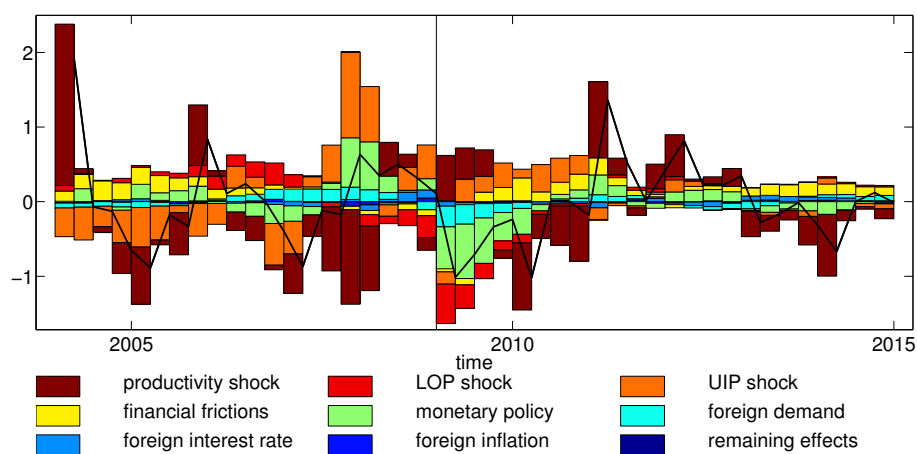 2
1
0
−1
2005 2010 2015
time
productivity shock LOP shock UIP shock
financial frictions monetary policy foreign demand
foreign interest rate foreign inflation remaining effects